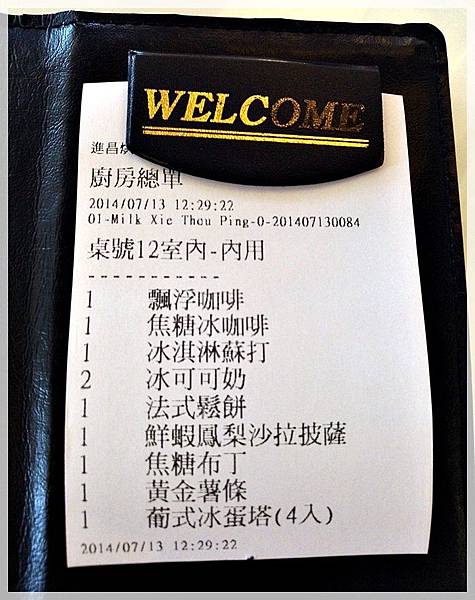 WELCOME
進昌
廚房總單
2014/07/13 12:29:22
01-Milk Xie Thou Ping-0-201407130084
桌號12室內-內用
-----------
1 飄浮咖啡
1 焦糖冰咖啡
1 冰淇淋蘇打
2 冰可可奶
1 法式鬆餅
1 鮮蝦鳳梨沙拉披薩
1 焦糖布丁
1 黃金薯條
1 葡式冰蛋塔(4入)
2014/07/13 12:29:22